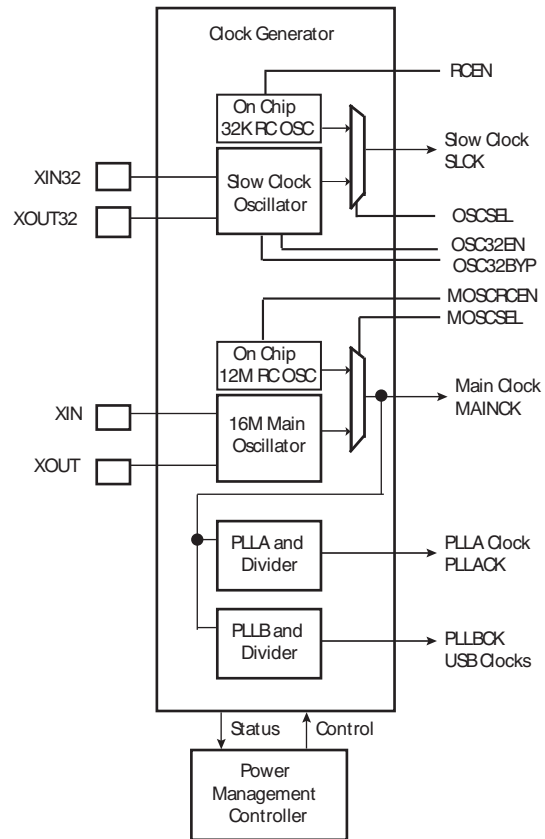 Clock Generator
RCEN
On Chip
32K RC OSC
Slow Clock
SLCK
XIN32
Slow Clock
Oscillator
XOUT32
OSCSEL
OSC32EN
OSC32BYP
MOSCRCEN
MOSCSEL
On Chip
12M RC OSC
Main Clock
MAINCK
XIN
16M Main
Oscillator
XOUT
PLLA and
Divider
PLLA Clock
PLLACK
PLLB and
Divider
PLLBCK
USB Clocks
Status
Control
Power
Management
Controller